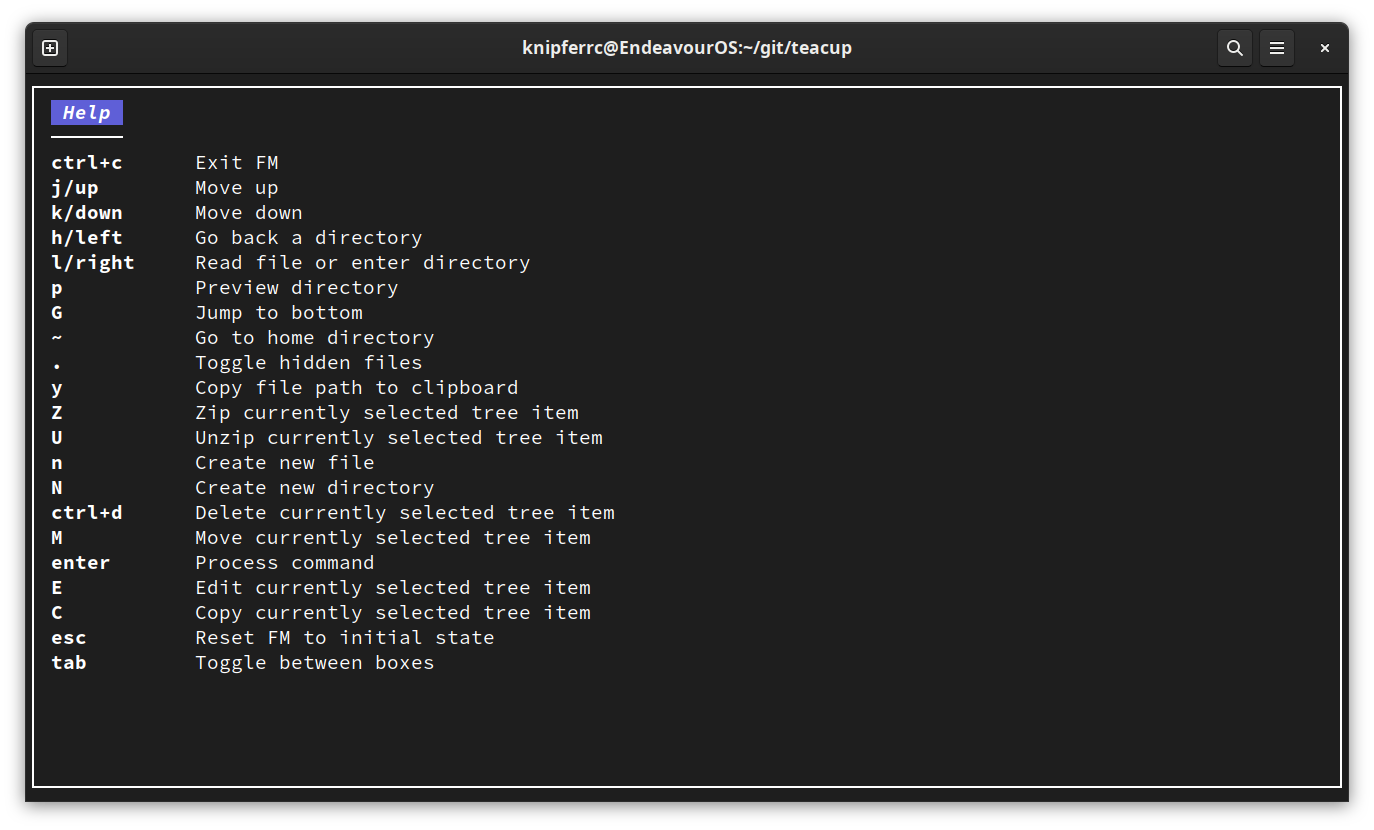 knipferrc@EndeavourOS:~/git/teacup
Help
ctrl+c Exit FM
j/up Move up
k/down Move down
h/left Go back a directory
l/right Read file or enter directory
p Preview directory
G Jump to bottom
~ Go to home directory
. Toggle hidden files
y Copy file path to clipboard
Z Zip currently selected tree item
U Unzip currently selected tree item
n Create new file
N Create new directory
ctrl+d Delete currently selected tree item
M Move currently selected tree item
enter Process command
E Edit currently selected tree item
C Copy currently selected tree item
esc Reset FM to initial state
tab Toggle between boxes